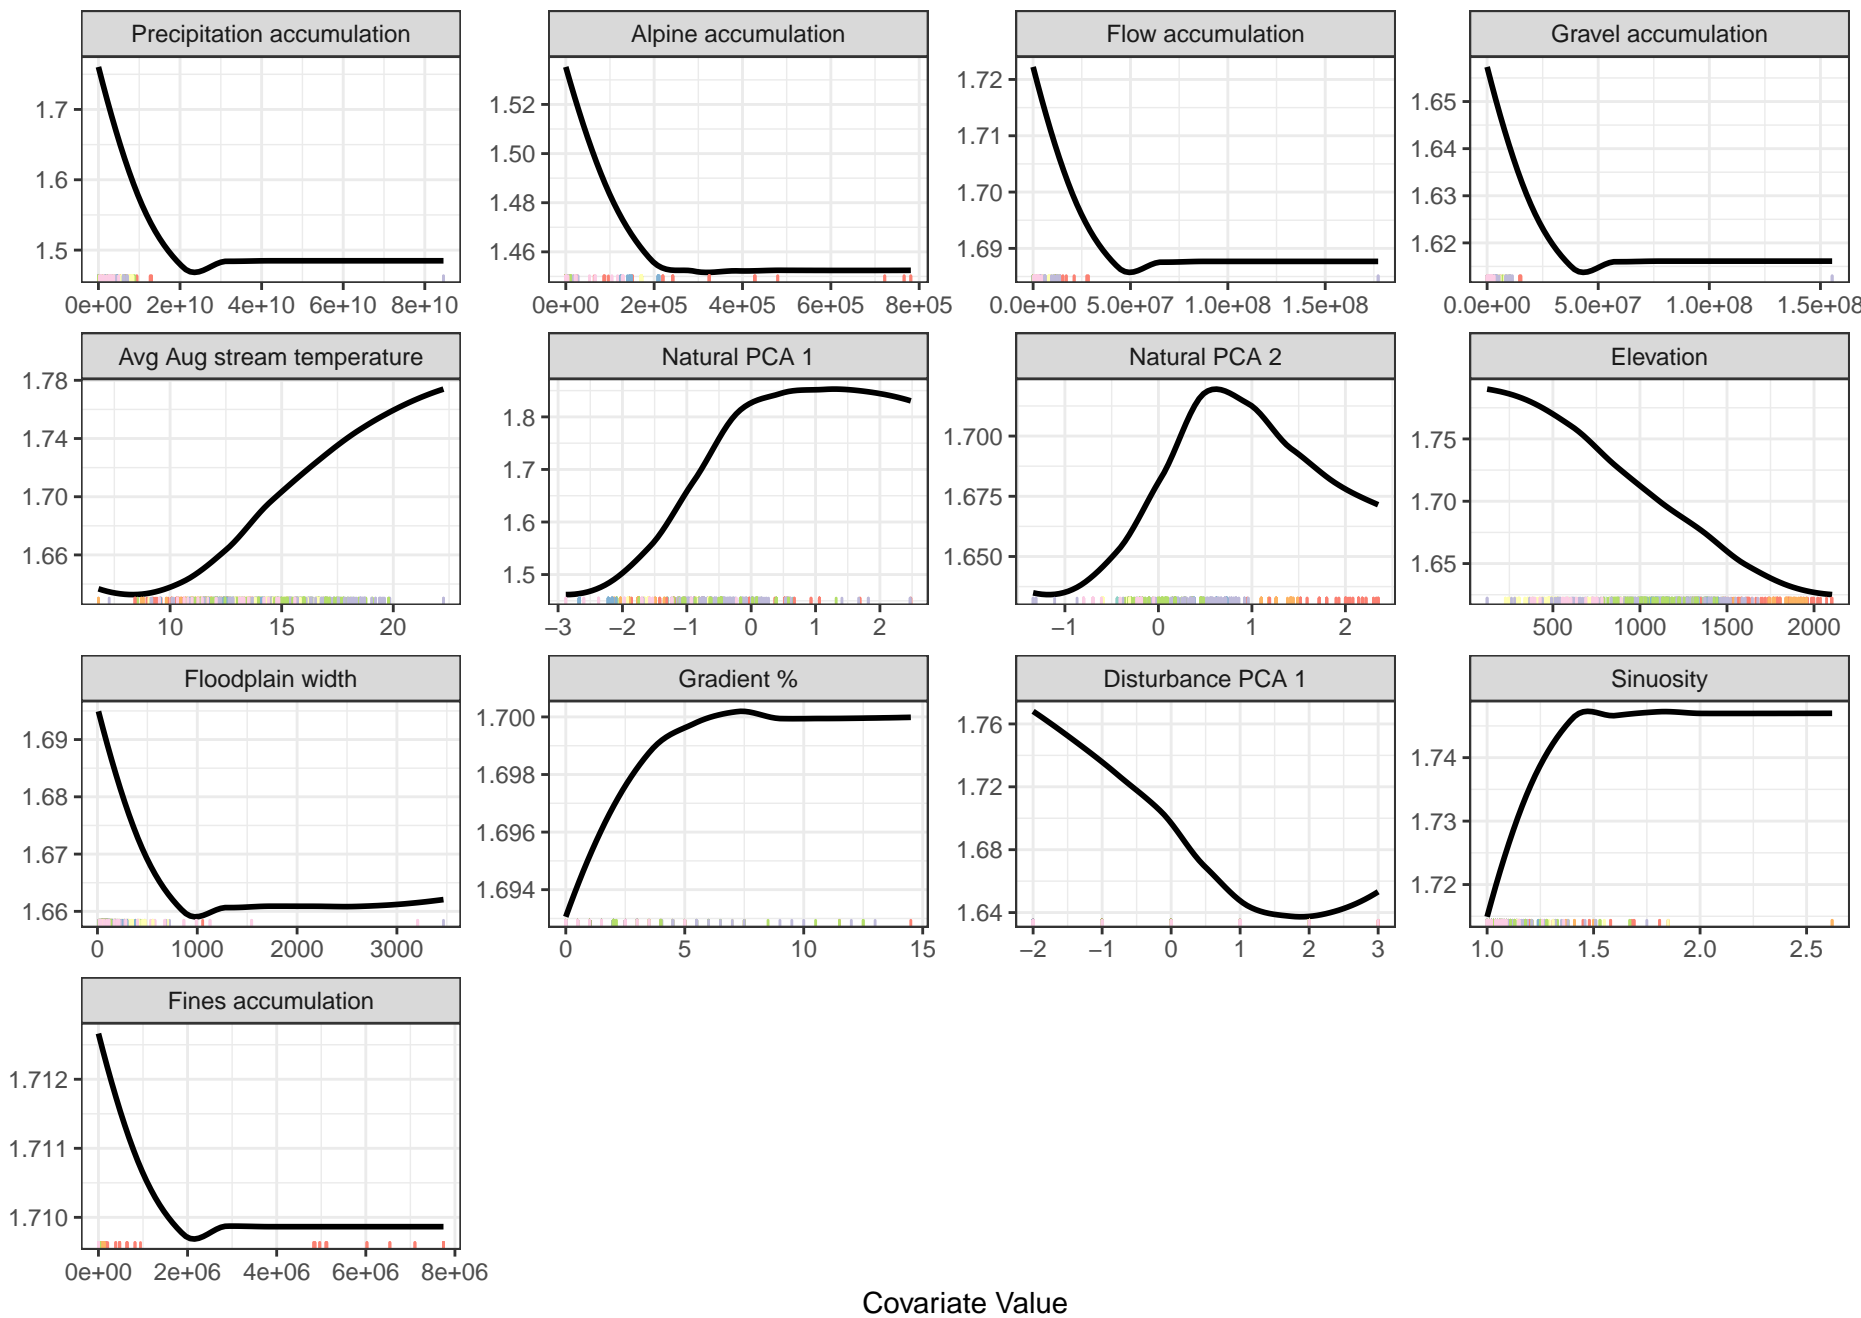 Precipitation accumulation
1.7
1.6
1.5
0e+00 2e+10 4e+10 6e+10 8e+10
Alpine accumulation
1.52
1.50
1.48
1.46
0e+00 2e+05 4e+05 6e+05 8e+05
Flow accumulation
1.72
1.71
1.70
1.69
0.0e+00 5.0e+07 1.0e+08 1.5e+08
Gravel accumulation
1.65
1.64
1.63
1.62
0.0e+00 5.0e+07 1.0e+08 1.5e+08
Avg Aug stream temperature
1.78
1.74
1.70
1.66
10 15 20
Natural PCA 1
1.8
1.7
1.6
1.5
−3 −2 −1 0 1 2
Natural PCA 2
1.700
1.675
1.650
−1 0 1 2
Elevation
1.75
1.70
1.65
500 1000 1500 2000
Floodplain width
1.69
1.68
1.67
1.66
0 1000 2000 3000
Gradient %
1.700
1.698
1.696
1.694
0 5 10 15
Disturbance PCA 1
1.76
1.72
1.68
1.64
−2 −1 0 1 2 3
Sinuosity
1.74
1.73
1.72
1.0 1.5 2.0 2.5
Fines accumulation
1.712
1.711
1.710
0e+00 2e+06 4e+06 6e+06 8e+06
Covariate Value